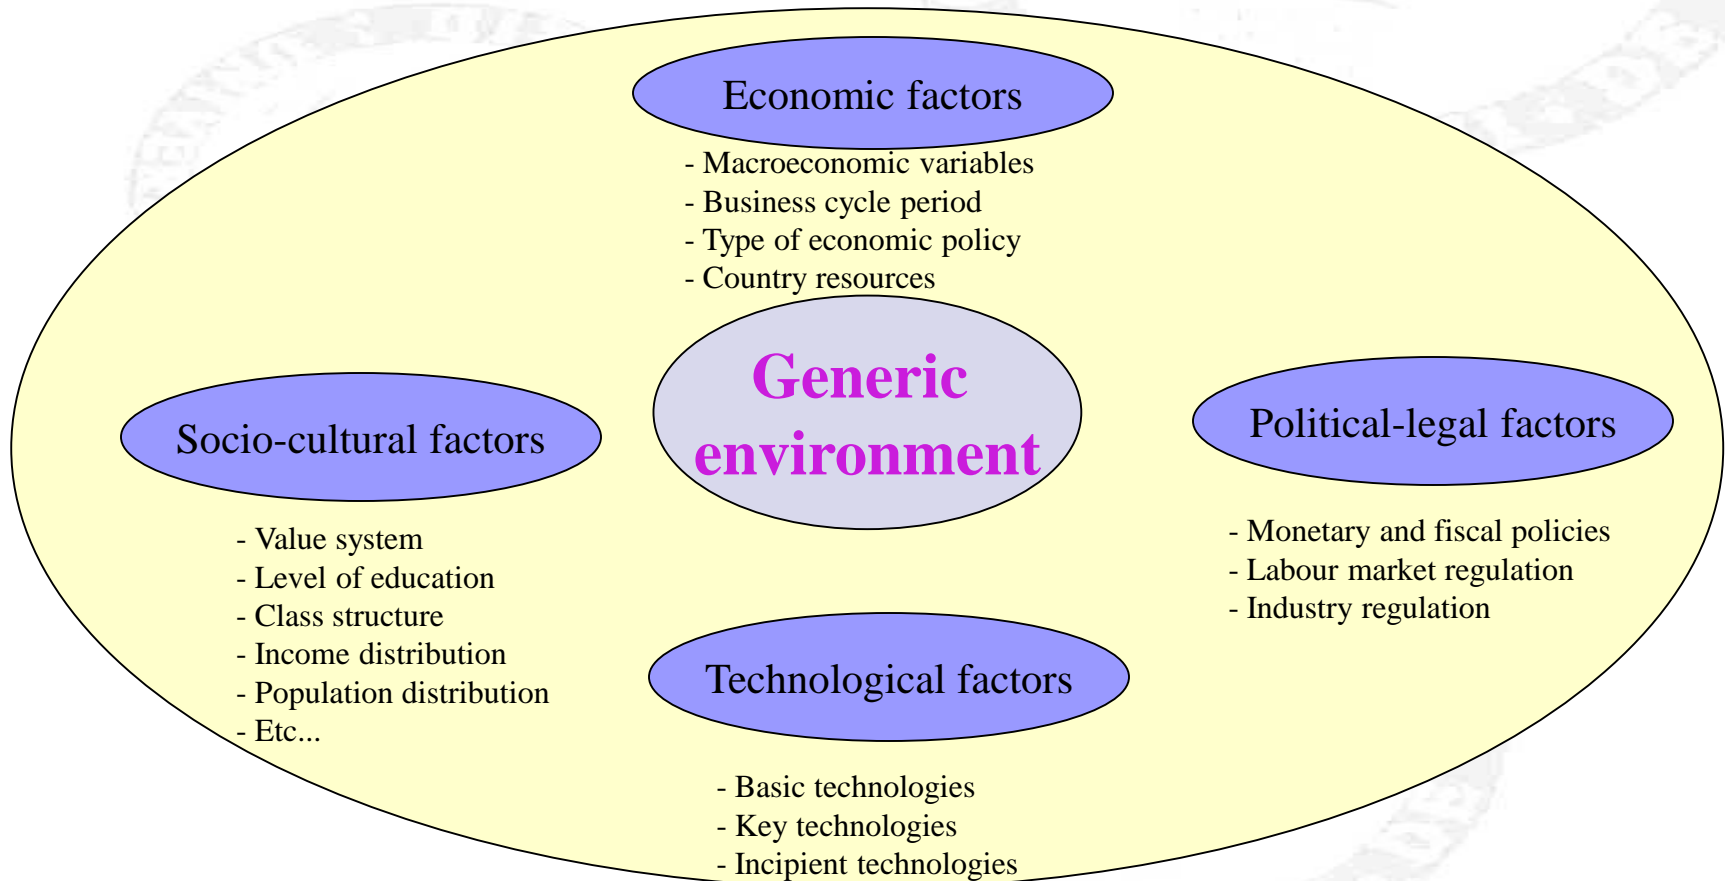 Economic factors
- Macroeconomic variables
- Business cycle period
- Type of economic policy
- Country resources
Generic
environment
Socio-cultural factors
- Value system
- Level of education
- Class structure
- Income distribution
- Population distribution
- Etc...
Political-legal factors
- Monetary and fiscal policies
- Labour market regulation
- Industry regulation
Technological factors
- Basic technologies
- Key technologies
- Incipient technologies